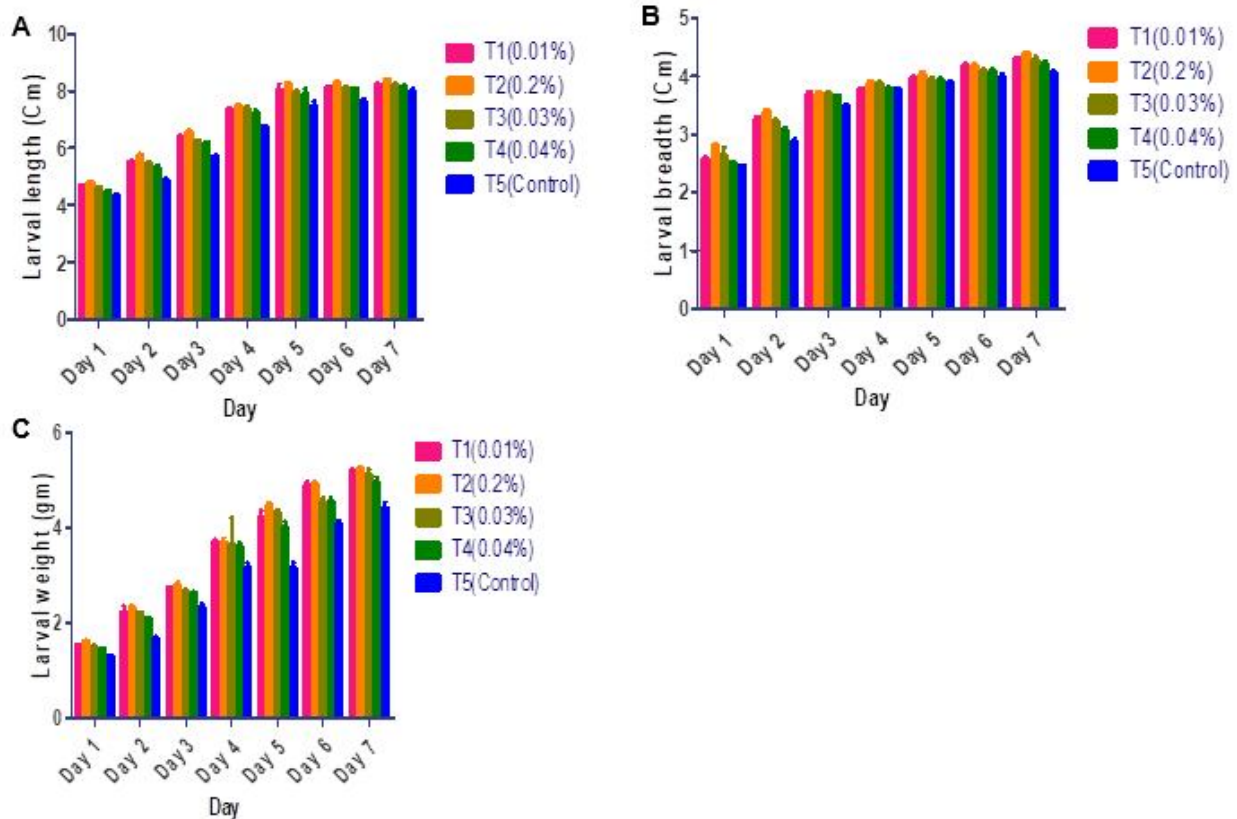 A
Larval length (Cm)
10
8
6
4
2
0
Day 1
Day 2
Day3
Day 4
Day 5
Day 6
Day 7
Day
T1(0.01%)
T2(0.2%)
T3(0.03%)
T4(0.04%)
T5(Control)
B
Larval breadth (Cm)
5
4
3
2
1
0
Day 1
Day 2
Day3
Day 4
Day 5
Day 6
Day 7
Day
T1(0.01%)
T2(0.2%)
T3(0.03%)
T4(0.04%)
T5(Control)
C
Larval weight (gm)
6
4
2
0
Day 1
Day 2
Day3
Day 4
Day 5
Day 6
Day 7
Day
T1(0.01%)
T2(0.2%)
T3(0.03%)
T4(0.04%)
T5(Control)